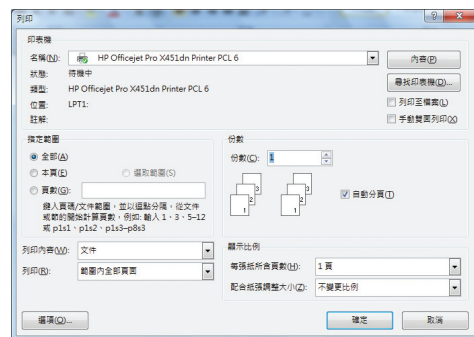 列印
印表機
名稱(N): HP Officejet Pro X451dn Printer PCL 6
內容(P)
狀態: 待機中
尋找印表機(D)...
類型: HP Officejet Pro X451dn Printer PCL 6
位置: LPT1:
列印至檔案(L)
註解:
手動雙面列印(X)
指定範圍
全部(A)
本頁(E) 選取範圍(S)
頁數(G):
鍵入頁碼/文件範圍，並以逗點分隔，從文件
或節的開始計算頁數，例如: 輸入 1、3、5-12
或 p1s1、p1s2、p1s3-p8s3
份數
份數(C): 1
3 3
2 2
1 1
自動分頁(T)
列印內容(W): 文件
列印(R): 範圍內全部頁面
顯示比例
每張紙所含頁數(H): 1 頁
配合紙張調整大小(Z): 不變更比例
選項(O)...
確定
取消